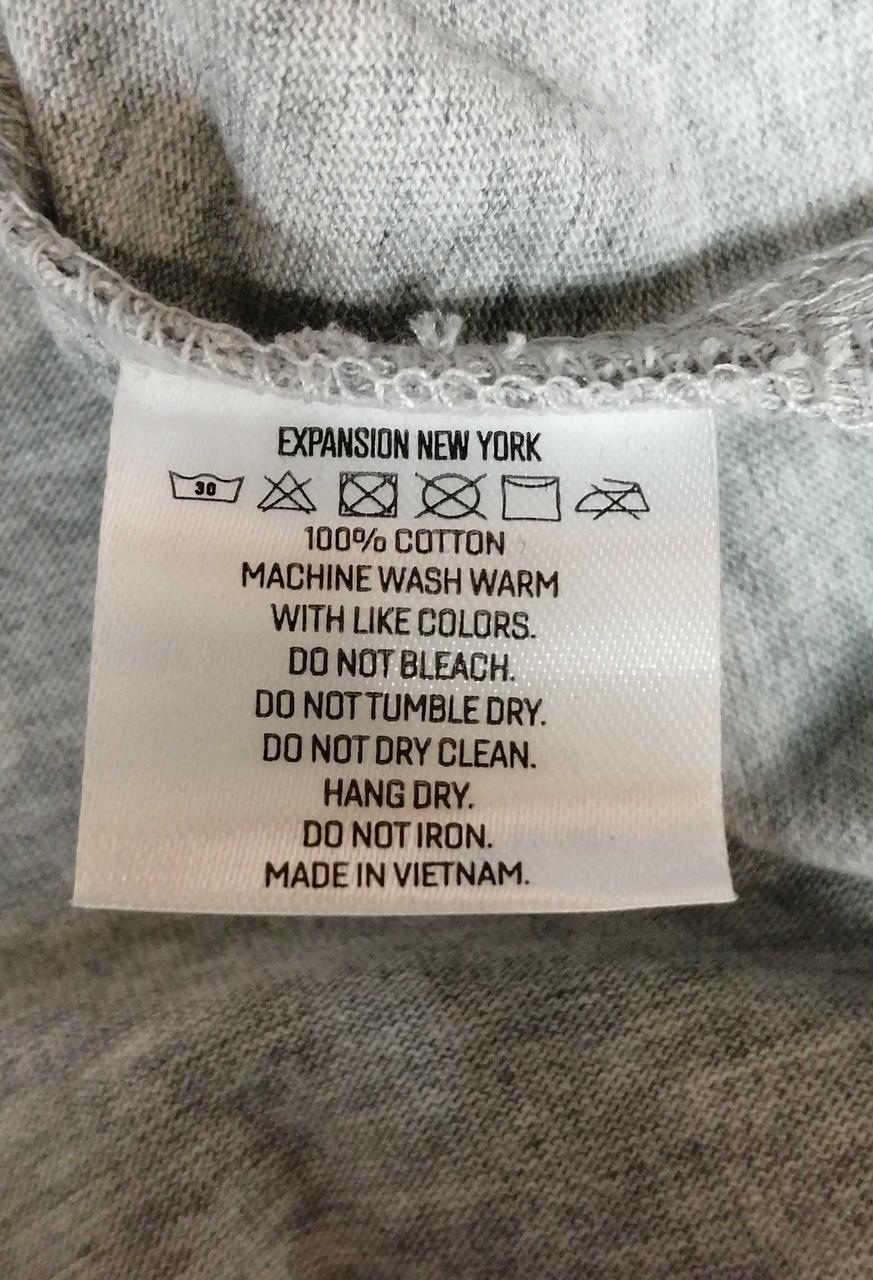 EXPANSION NEW YORK
30
100% COTTON
MACHINE WASH WARM
WITH LIKE COLORS.
DO NOT BLEACH.
DO NOT TUMBLE DRY.
DO NOT DRY CLEAN.
HANG DRY.
DO NOT IRON.
MADE IN VIETNAM.